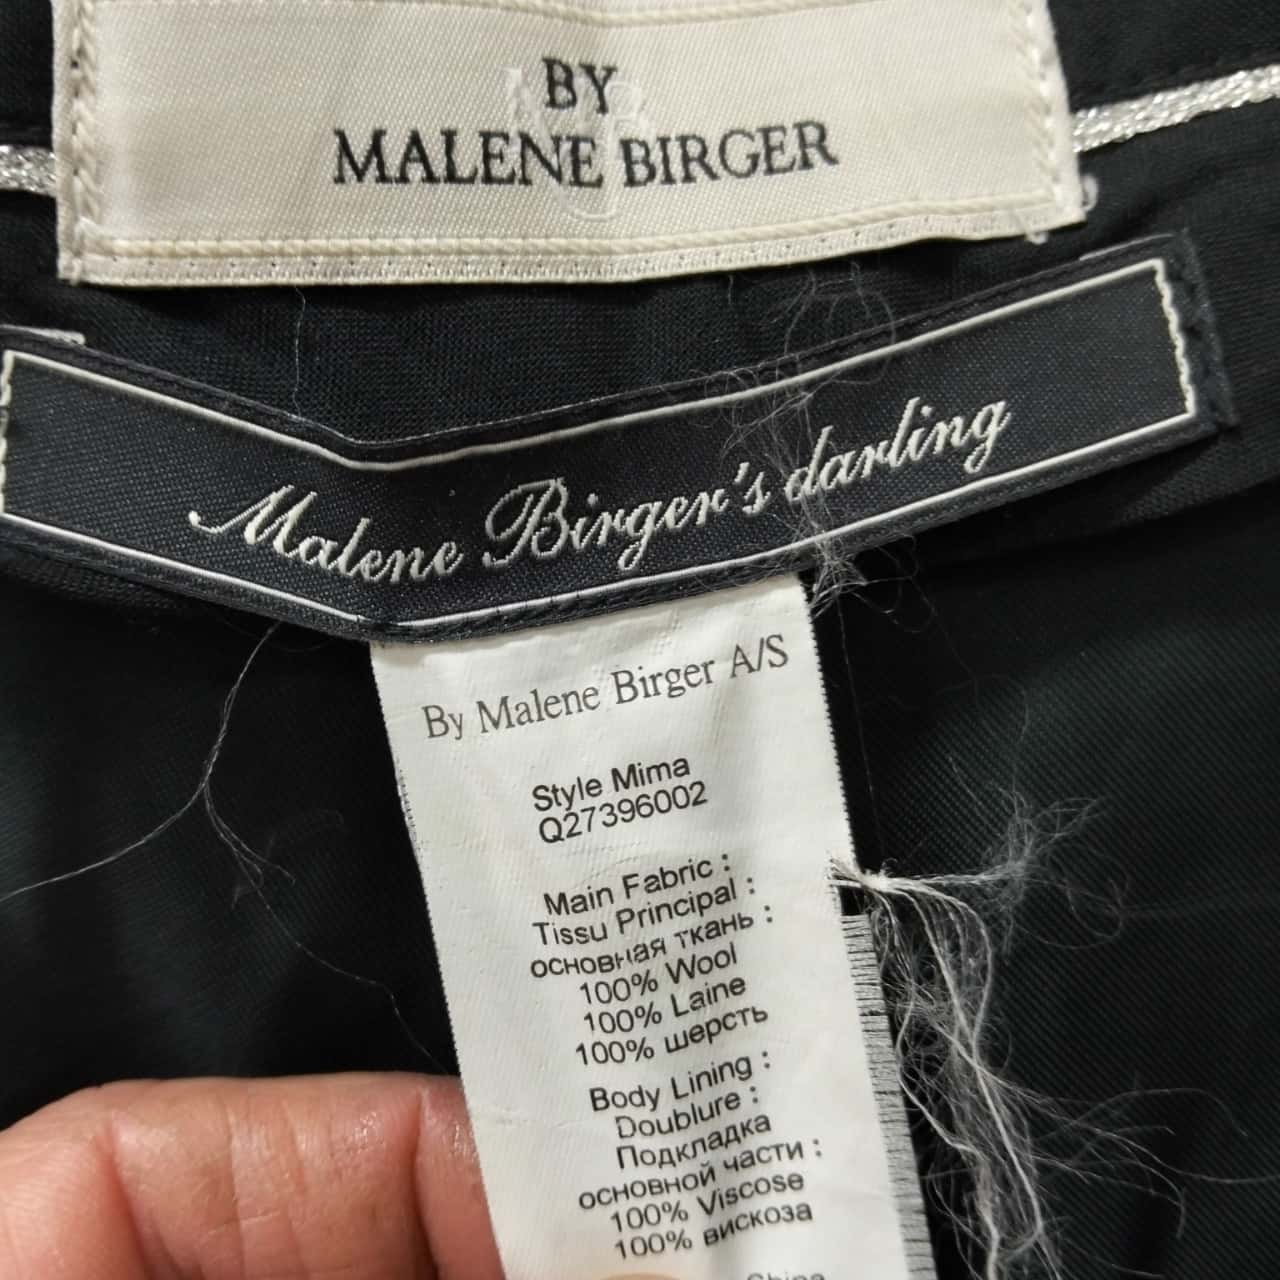 BY
MALENE BIRGER
Malene Birger's darling
By Malene Birger A/S
Style Mima
Q27396002
Main Fabric :
Tissu Principal :
основная ткань :
100% Wool
100% Laine
100% шерсть
Body Lining :
Doublure :
Подкладка
основной части :
100% Viscose
100% вискоза